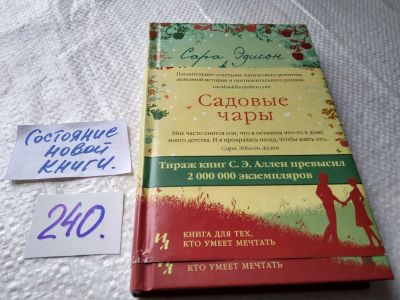 Сара Эдисон
Пленительное сочетание магического реализма,
любовной истории и сентиментального романа.
Садовые
чары
Мне часто снится сон, что я оставила что-то в доме
моего детства. И я прокралась назад, чтобы взять это...
Сара Эдисон Аллен
Тираж книг С. Э. Аллен превысил
2 000 000 экземпляров
КНИГА ДЛЯ ТЕХ,
КТО УМЕЕТ МЕЧТАТЬ
КТО УМЕЕТ МЕЧТАТЬ
Состояние
новой
книги.
240.